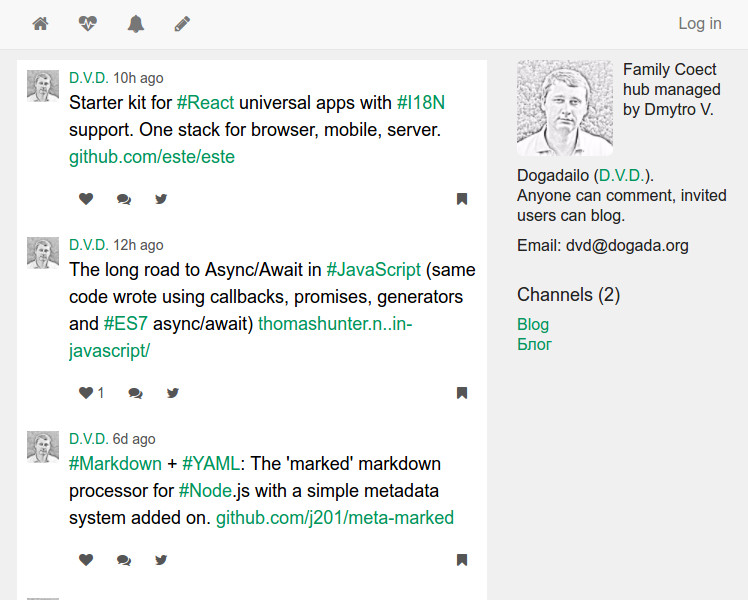 Log in
D.V.D. 10h ago
Starter kit for #React universal apps with #I18N
support. One stack for browser, mobile, server.
github.com/este/este
D.V.D. 12h ago
The long road to Async/Await in #JavaScript (same
code wrote using callbacks, promises, generators
and #ES7 async/await) thomashunter.n..in-
javascript/
1
D.V.D. 6d ago
#Markdown + #YAML: The 'marked' markdown
processor for #Node.js with a simple metadata
system added on. github.com/j201/meta-marked
Family Coect
hub managed
by Dmytro V.
Dogadailo (D.V.D.).
Anyone can comment, invited
users can blog.
Email: dvd@dogada.org
Channels (2)
Blog
Блог